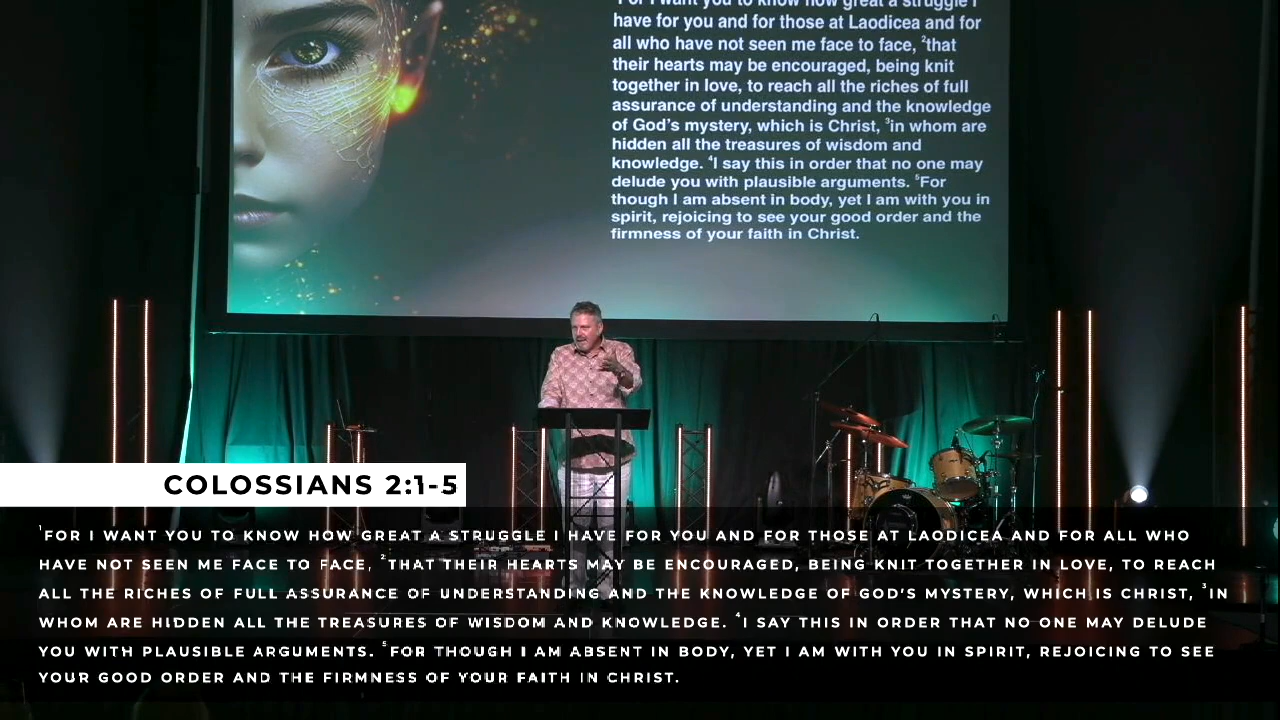 ¹For I want you to know how great a struggle I
have for you and for those at Laodicea and for
all who have not seen me face to face, ²that
their hearts may be encouraged, being knit
together in love, to reach all the riches of full
assurance of understanding and the knowledge
of God's mystery, which is Christ, ³in whom are
hidden all the treasures of wisdom and
knowledge. ⁴I say this in order that no one may
delude you with plausible arguments. ⁵For
though I am absent in body, yet I am with you in
spirit, rejoicing to see your good order and the
firmness of your faith in Christ.
COLOSSIANS 2:1-5
¹FOR I WANT YOU TO KNOW HOW GREAT A STRUGGLE I HAVE FOR YOU AND FOR THOSE AT LAODICEA AND FOR ALL WHO
HAVE NOT SEEN ME FACE TO FACE, ²THAT THEIR HEARTS MAY BE ENCOURAGED, BEING KNIT TOGETHER IN LOVE, TO REACH
ALL THE RICHES OF FULL ASSURANCE OF UNDERSTANDING AND THE KNOWLEDGE OF GOD'S MYSTERY, WHICH IS CHRIST, ³IN
WHOM ARE HIDDEN ALL THE TREASURES OF WISDOM AND KNOWLEDGE. ⁴I SAY THIS IN ORDER THAT NO ONE MAY DELUDE
YOU WITH PLAUSIBLE ARGUMENTS. ⁵FOR THOUGH I AM ABSENT IN BODY, YET I AM WITH YOU IN SPIRIT, REJOICING TO SEE
YOUR GOOD ORDER AND THE FIRMNESS OF YOUR FAITH IN CHRIST.